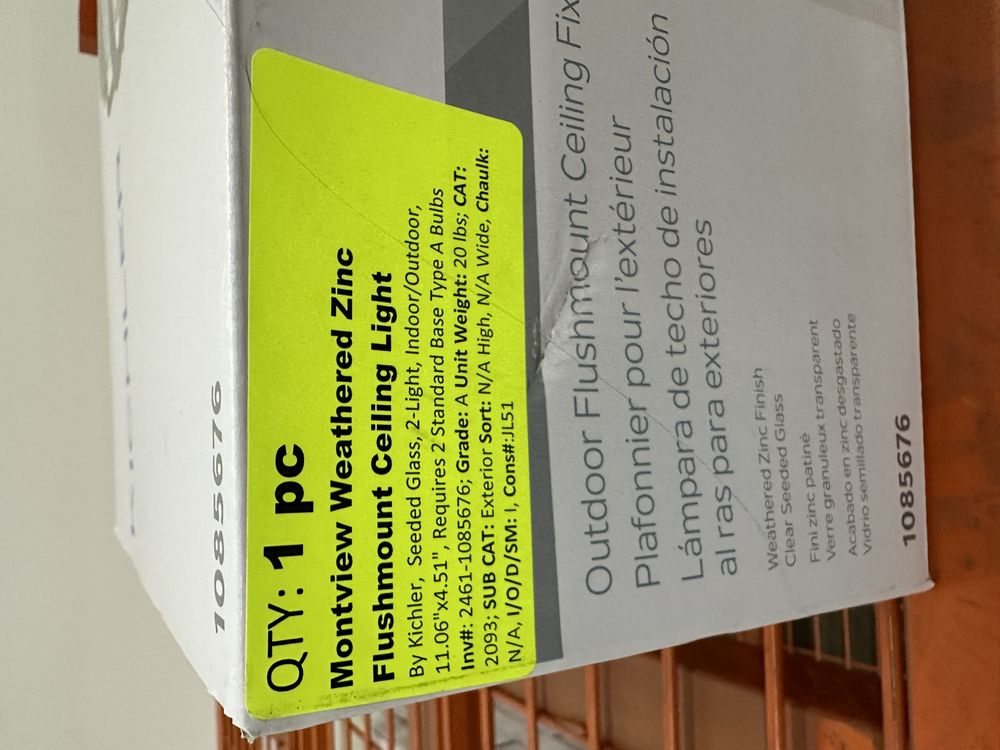 1085676
QTY: 1 pc
Montview Weathered Zinc
Flushmount Ceiling Light
By Kichler, Seeded Glass, 2-Light, Indoor/Outdoor,
11.06"x4.51", Requires 2 Standard Base Type A Bulbs
Inv#: 2461-1085676; Grade: A Unit Weight: 20 lbs; CAT:
2093; SUB CAT: Exterior Sort: N/A High, N/A Wide, Chaulk:
N/A, I/O/D/SM: I, Cons#:JL51
Outdoor Flushmount Ceiling Fix
Plafonnier pour l'extérieur
Lámpara de techo de instalación
al ras para exteriores
Weathered Zinc Finish
Clear Seeded Glass
Fini zinc patiné
Verre granuleux transparent
Acabado en zinc desgastado
Vidrio semillado transparente
1085676